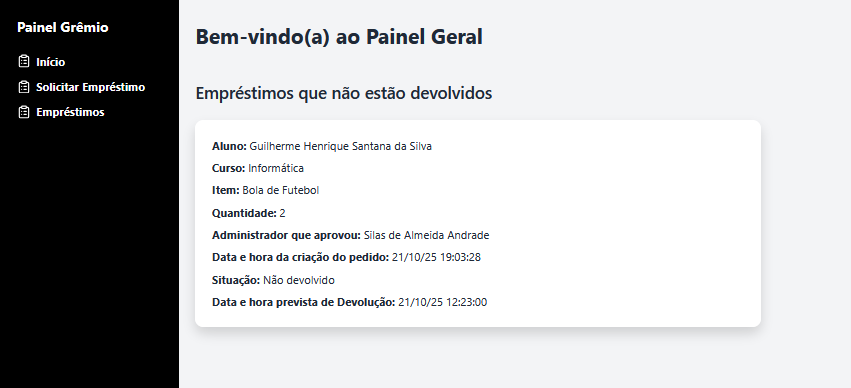 Painel Grêmio
Início
Solicitar Empréstimo
Empréstimos
Bem-vindo(a) ao Painel Geral
Empréstimos que não estão devolvidos
Aluno: Guilherme Henrique Santana da Silva
Curso: Informática
Item: Bola de Futebol
Quantidade: 2
Administrador que aprovou: Silas de Almeida Andrade
Data e hora da criação do pedido: 21/10/25 19:03:28
Situação: Não devolvido
Data e hora prevista de Devolução: 21/10/25 12:23:00